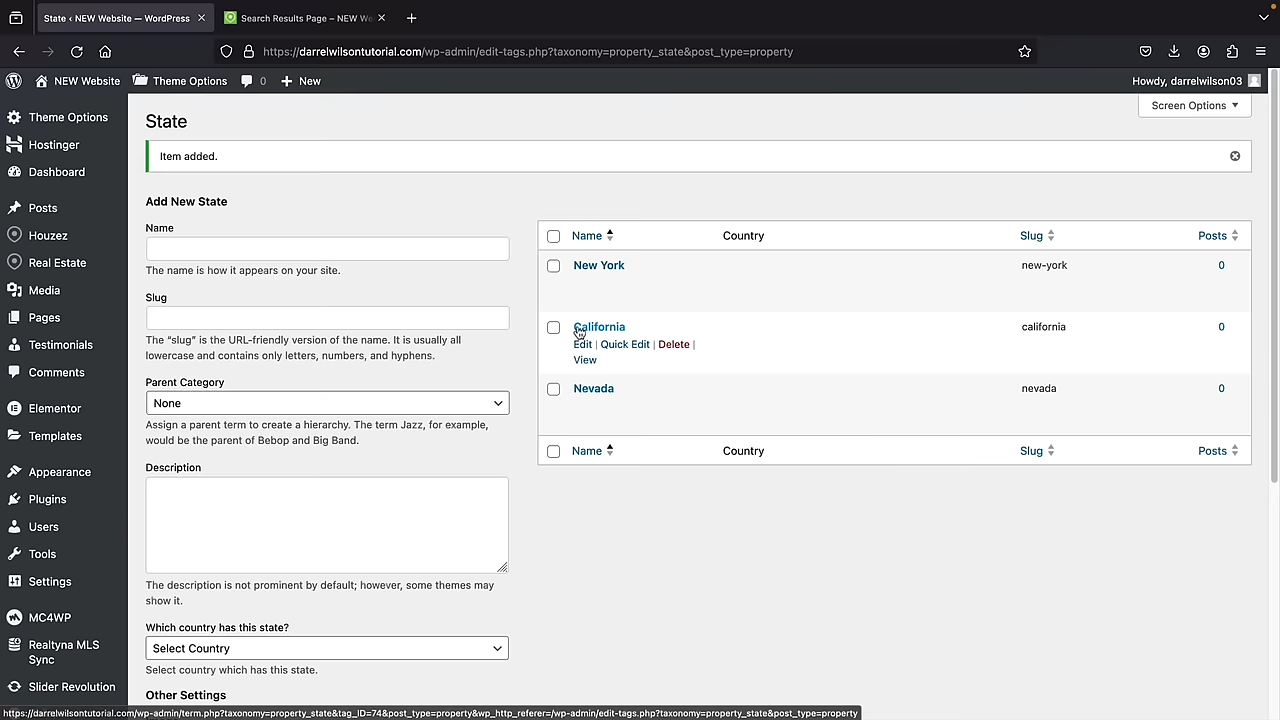 State ‹ NEW Website — WordPress
Search Results Page – NEW We
https://darrelwilsontutorial.com/wp-admin/edit-tags.php?taxonomy=property_state&post_type=property
NEW Website
Theme Options
0
New
Howdy, darrelwilson03
Theme Options
Hostinger
Dashboard
Posts
Houzez
Real Estate
Media
Pages
Testimonials
Comments
Elementor
Templates
Appearance
Plugins
Users
Tools
Settings
MC4WP
Realtyna MLS
Sync
Slider Revolution
Screen Options
State
Item added.
Add New State
Name
The name is how it appears on your site.
Slug
The “slug” is the URL-friendly version of the name. It is usually all
lowercase and contains only letters, numbers, and hyphens.
Parent Category
None
Assign a parent term to create a hierarchy. The term Jazz, for example,
would be the parent of Bebop and Big Band.
Description
The description is not prominent by default; however, some themes may
show it.
Which country has this state?
Select Country
Select country which has this state.
Other Settings
Name Country Slug Posts
New York new-york 0
California california 0
Edit | Quick Edit | Delete |
View
Nevada nevada 0
Name Country Slug Posts
https://darrelwilsontutorial.com/wp-admin/term.php?taxonomy=property_state&tag_ID=74&post_type=property&wp_http_referer=/wp-admin/edit-tags.php?taxonomy=property_state&post_type=property